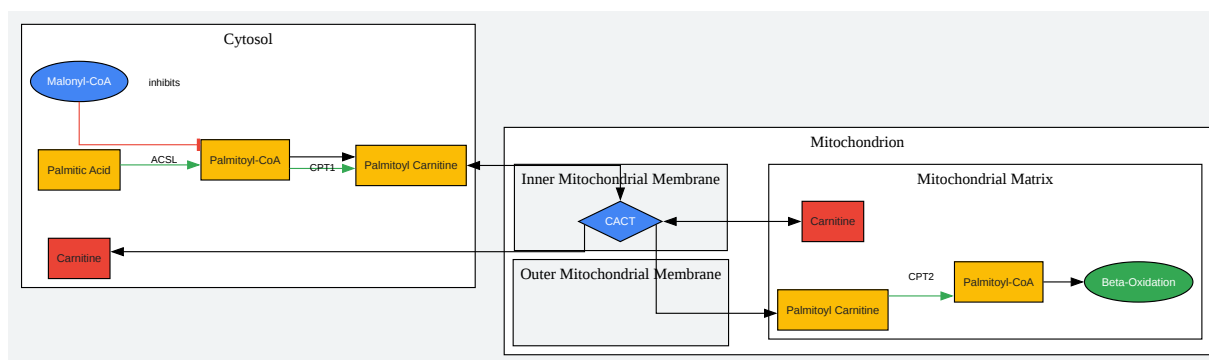 Cytosol
Malonyl-CoA
inhibits
Palmitic Acid
ACSL
Palmitoyl-CoA
CPT1
Palmitoyl Carnitine
Carnitine
Mitochondrion
Inner Mitochondrial Membrane
CACT
Outer Mitochondrial Membrane
Mitochondrial Matrix
Carnitine
Palmitoyl Carnitine
CPT2
Palmitoyl-CoA
Beta-Oxidation